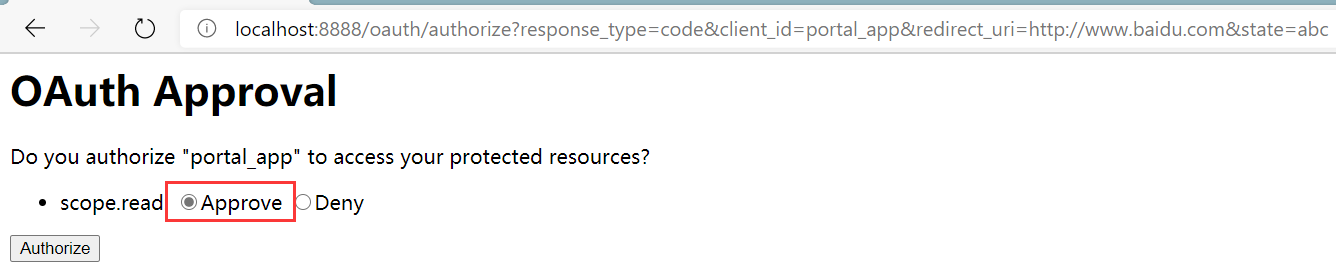 localhost:8888/oauth/authorize?response_type=code&client_id=portal_app&redirect_uri=http://www.baidu.com&state=abc
OAuth Approval
Do you authorize "portal_app" to access your protected resources?
• scope.read Approve Deny
Authorize